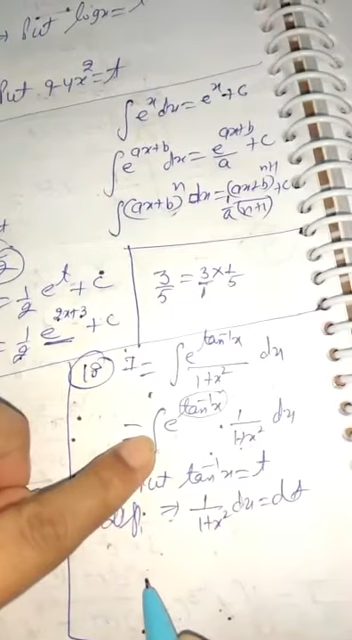 ⇒ Put logx=
Put 9-4x²=t
∫eˣdx=eˣ+c
∫e^(ax+b) dx = e^(ax+b)/a + c
∫(ax+b)ⁿ dx = (ax+b)^(n+1)/a(n+1) + c
= 1/2 e^t + c
3/5 = 3/1 × 1/5
= 1/2 e^(2x+3) + c
18 I = ∫ e^(tan⁻¹x)/(1+x²) dx
= ∫ e^(tan⁻¹x) · 1/(1+x²) dx
tan⁻¹x = t
⇒ 1/(1+x²) dx = dt